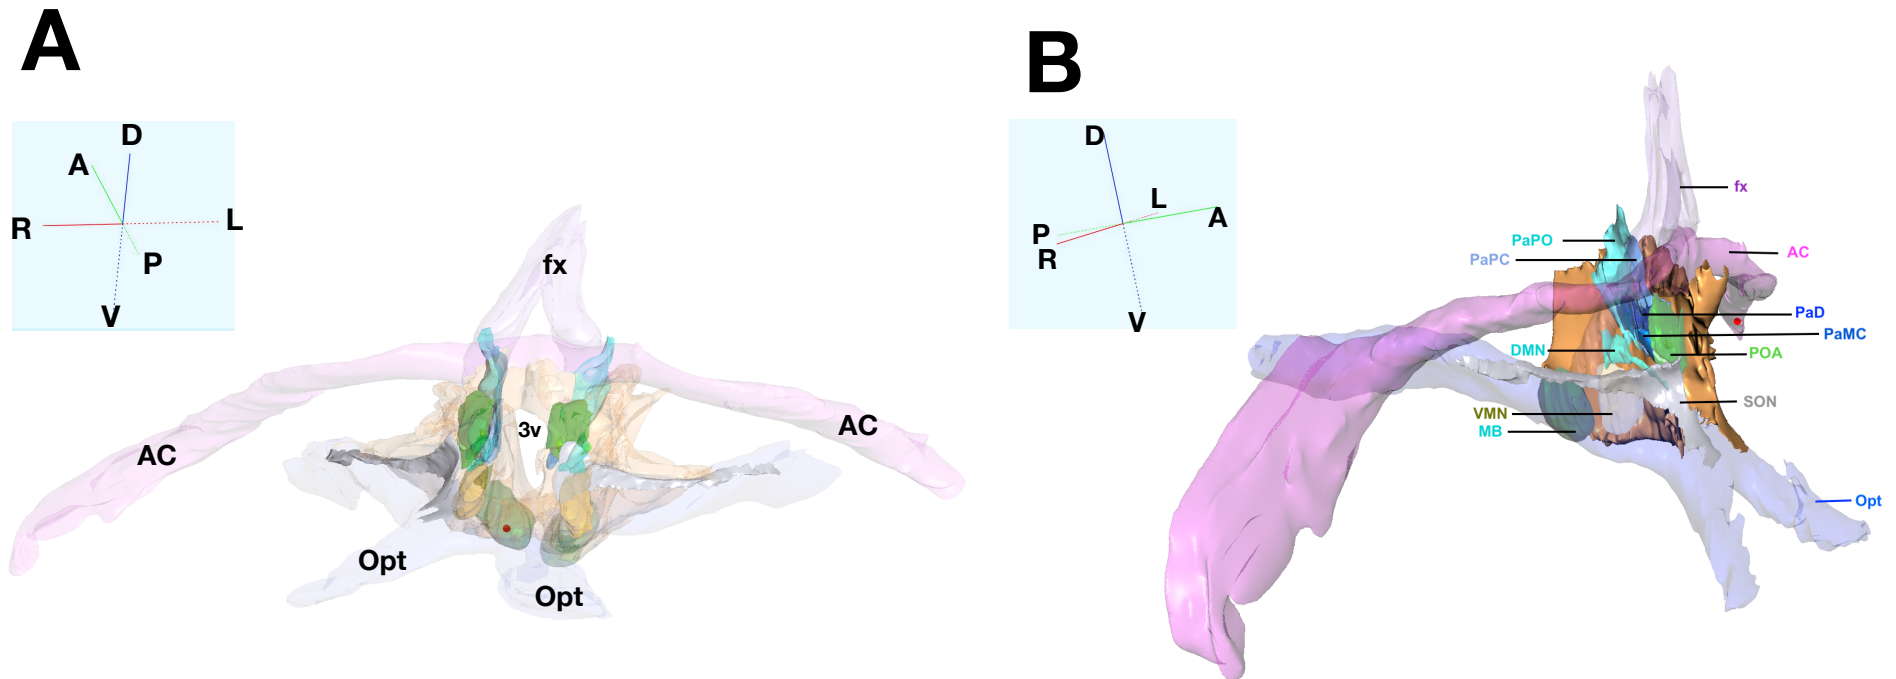 A
D
A
R
L
P
V
fx
3v
AC
AC
Opt
Opt
B
D
L
A
P
R
V
fx
PaPO
PaPC
AC
PaD
PaMC
DMN
POA
SON
VMN
MB
Opt